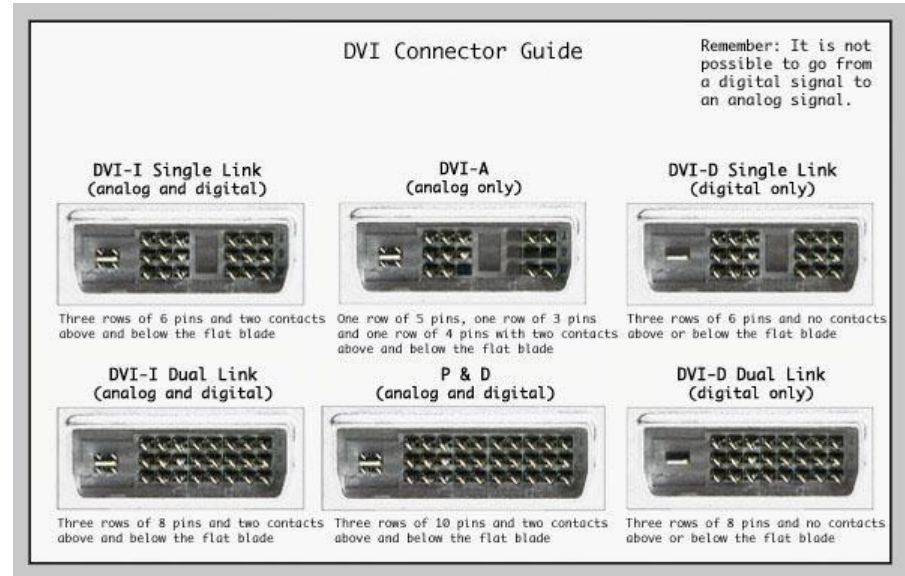 DVI Connector Guide
Remember: It is not
possible to go from
a digital signal to
an analog signal.
DVI-I Single Link
(analog and digital)
Three rows of 6 pins and two contacts
above and below the flat blade
DVI-A
(analog only)
One row of 5 pins, one row of 3 pins
and one row of 4 pins with two contacts
above and below the flat blade
DVI-D Single Link
(digital only)
Three rows of 6 pins and no contacts
above or below the flat blade
DVI-I Dual Link
(analog and digital)
Three rows of 8 pins and two contacts
above and below the flat blade
P & D
(analog and digital)
Three rows of 10 pins and two contacts
above and below the flat blade
DVI-D Dual Link
(digital only)
Three rows of 8 pins and no contacts
above or below the flat blade